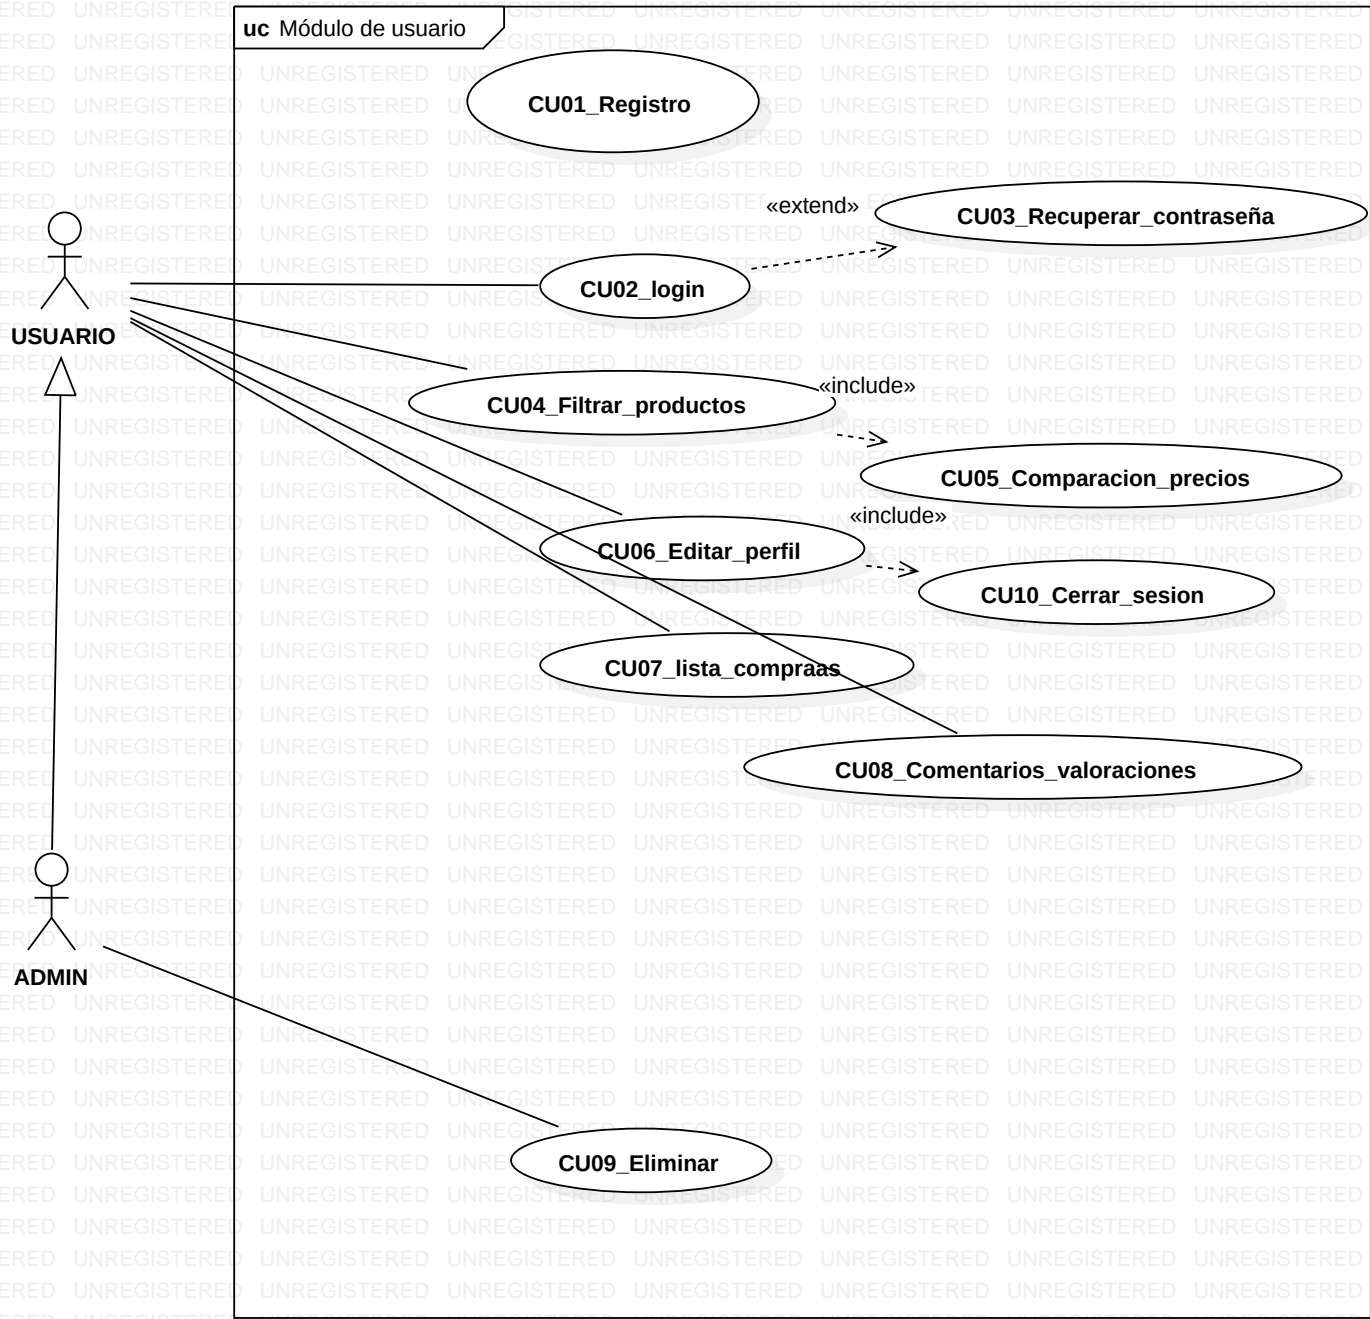 uc Módulo de usuario
CU01_Registro
«extend»
CU03_Recuperar_contraseña
CU02_login
USUARIO
«include»
CU04_Filtrar_productos
CU05_Comparacion_precios
«include»
CU06_Editar_perfil
CU10_Cerrar_sesion
CU07_lista_compraas
CU08_Comentarios_valoraciones
ADMIN
CU09_Eliminar
UNREGISTERED